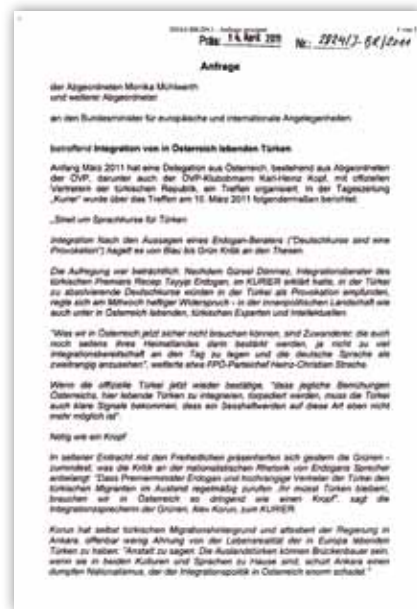 Präs: 14. April 2011 Nr.: 2824/J-BR/2011
Anfrage
der Abgeordneten Monika Mühlwerth
und weiterer Abgeordneter
an den Bundesminister für europäische und internationale Angelegenheiten
betreffend Integration von in Österreich lebenden Türken
Anfang März 2011 hat eine Delegation aus Österreich, bestehend aus Abgeordneten
der ÖVP, darunter auch der ÖVP-Klubobmann Karl-Heinz Kopf, mit offiziellen
Vertretern der türkischen Republik, ein Treffen organisiert. In der Tageszeitung
„Kurier“ wurde über das Treffen am 10. März 2011 folgendermaßen berichtet:
„Streit um Sprachkurse für Türken
Integration Nach den Aussagen eines Erdogan-Beraters ("Deutschkurse sind eine
Provokation") hagelt es von Blau bis Grün Kritik an den Thesen.
Die Aufregung war beträchtlich. Nachdem Gürsel Dönmez, Integrationsberater des
türkischen Premiers Recep Tayyip Erdogan, im KURIER erklärt hatte, in der Türkei
zu absolvierende Deutschkurse würden in der Türkei als Provokation empfunden,
regte sich am Mittwoch heftiger Widerspruch - in der innenpolitischen Landschaft wie
auch unter in Österreich lebenden, türkischen Experten und Intellektuellen.
"Was wir in Österreich jetzt sicher nicht brauchen können, sind Zuwanderer, die auch
noch seitens ihres Heimatlandes darin bestärkt werden, ja nicht zu viel
Integrationsbereitschaft an den Tag zu legen und die deutsche Sprache als
zweitrangig anzusehen", wetterte etwa FPÖ-Parteichef Heinz-Christian Strache.
Wenn die offizielle Türkei jetzt wieder bestätige, "dass jegliche Bemühungen
Österreichs, hier lebende Türken zu integrieren, torpediert werden, muss die Türkei
auch klare Signale bekommen, dass ein Sesshaftwerden auf diese Art eben nicht
mehr möglich ist".
Nötig wie ein Kropf
In seltener Eintracht mit den Freiheitlichen präsentierten sich gestern die Grünen -
zumindest, was die Kritik an der nationalistischen Rhetorik von Erdogans Sprecher
anbelangt: "Dass Premierminister Erdogan und hochrangige Vertreter der Türkei den
türkischen Migranten im Ausland regelmäßig zurufen 'Ihr müsst Türken bleiben',
brauchen wir in Österreich so dringend wie einen Kropf", sagt die
Integrationssprecherin der Grünen, Alev Korun, zum KURIER.
Korun hat selbst türkischen Migrationshintergrund und attestiert der Regierung in
Ankara, offenbar wenig Ahnung von der Lebensrealität der in Europa lebenden
Türken zu haben: "Anstatt zu sagen: Die Auslandstürken können Brückenbauer sein,
wenn sie in beiden Kulturen und Sprachen zu Hause sind, schürt Ankara einen
dumpfen Nationalismus, der der Integrationspolitik in Österreich enorm schadet."